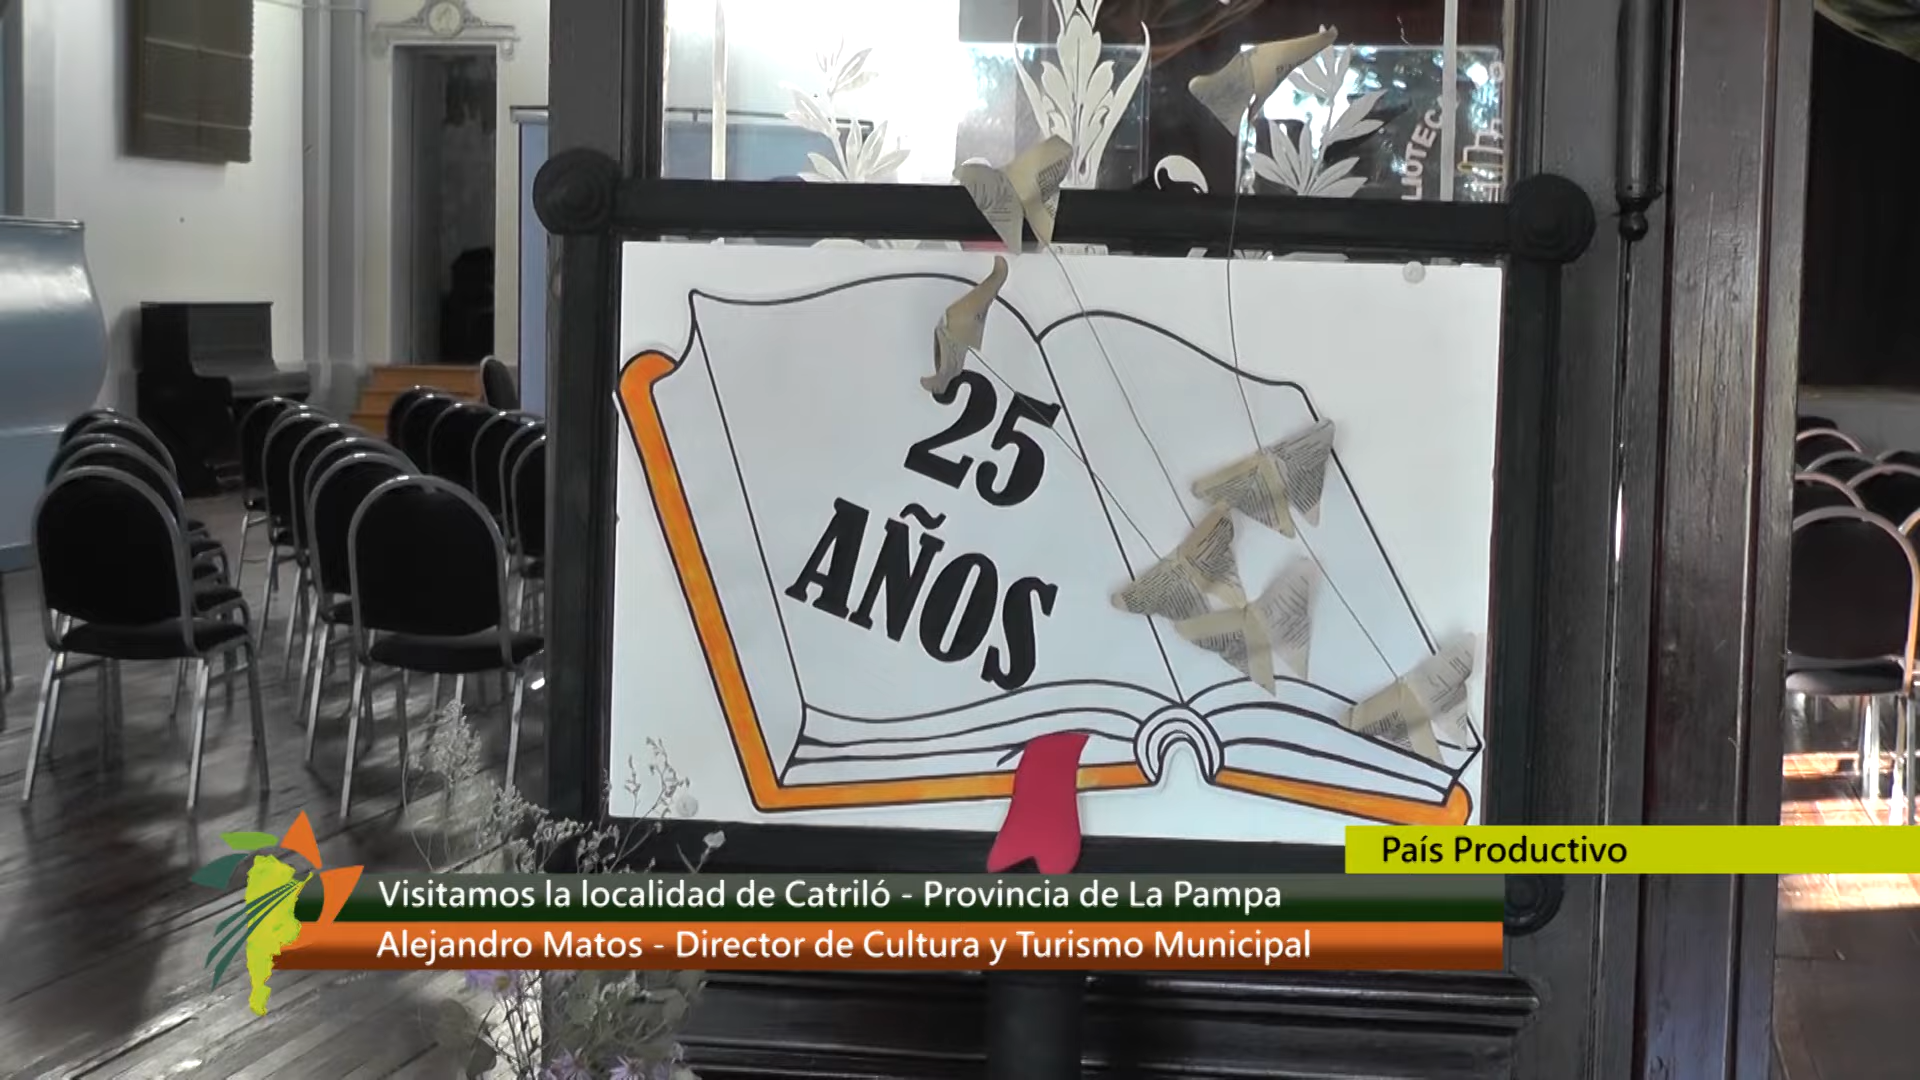 LIOTECA
25
AÑOS
País Productivo
Visitamos la localidad de Catriló - Provincia de La Pampa
Alejandro Matos - Director de Cultura y Turismo Municipal